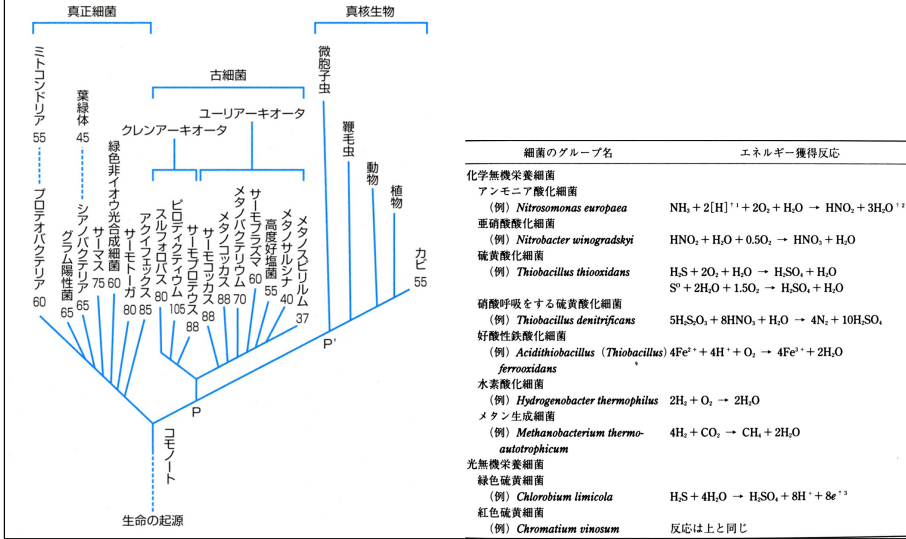 真正細菌
真核生物
古細菌
ユーリアーキオータ
クレンアーキオータ
ミトコンドリア 55
プロテオバクテリア 60
グラム陽性菌 65
葉緑体 45
シアノバクテリア 65
サーマス 75
緑色非イオウ光合成細菌 60
サーモトーガ 80
アクイフェックス 85
スルフォロバス 80
ピロディクティウム 105
サーモプロテウス 88
サーモコッカス 88
メタノコッカス 88
メタノバクテリウム 70
サーモプラズマ 60
高度好塩菌 55
メタノサルシナ 40
メタノスピリルム 37
微胞子虫
鞭毛虫
動物
植物
カビ 55
P'
P
コモノート
生命の起源
細菌のグループ名 エネルギー獲得反応
化学無機栄養細菌
アンモニア酸化細菌
(例) Nitrosomonas europaea NH₃ + 2[H]†¹ + 2O₂ + H₂O → HNO₂ + 3H₂O†²
亜硝酸酸化細菌
(例) Nitrobacter winogradskyi HNO₂ + H₂O + 0.5O₂ → HNO₃ + H₂O
硫黄酸化細菌
(例) Thiobacillus thiooxidans H₂S + 2O₂ + H₂O → H₂SO₄ + H₂O
S⁰ + 2H₂O + 1.5O₂ → H₂SO₄ + H₂O
硝酸呼吸をする硫黄酸化細菌
(例) Thiobacillus denitrificans 5H₂S₂O₃ + 8HNO₃ + H₂O → 4N₂ + 10H₂SO₄
好酸性鉄酸化細菌
(例) Acidithiobacillus (Thiobacillus) 4Fe²⁺ + 4H⁺ + O₂ → 4Fe³⁺ + 2H₂O
ferrooxidans
水素酸化細菌
(例) Hydrogenobacter thermophilus 2H₂ + O₂ → 2H₂O
メタン生成細菌
(例) Methanobacterium thermo- 4H₂ + CO₂ → CH₄ + 2H₂O
autotrophicum
光無機栄養細菌
緑色硫黄細菌
(例) Chlorobium limicola H₂S + 4H₂O → H₂SO₄ + 8H⁺ + 8e†³
紅色硫黄細菌
(例) Chromatium vinosum 反応は上と同じ